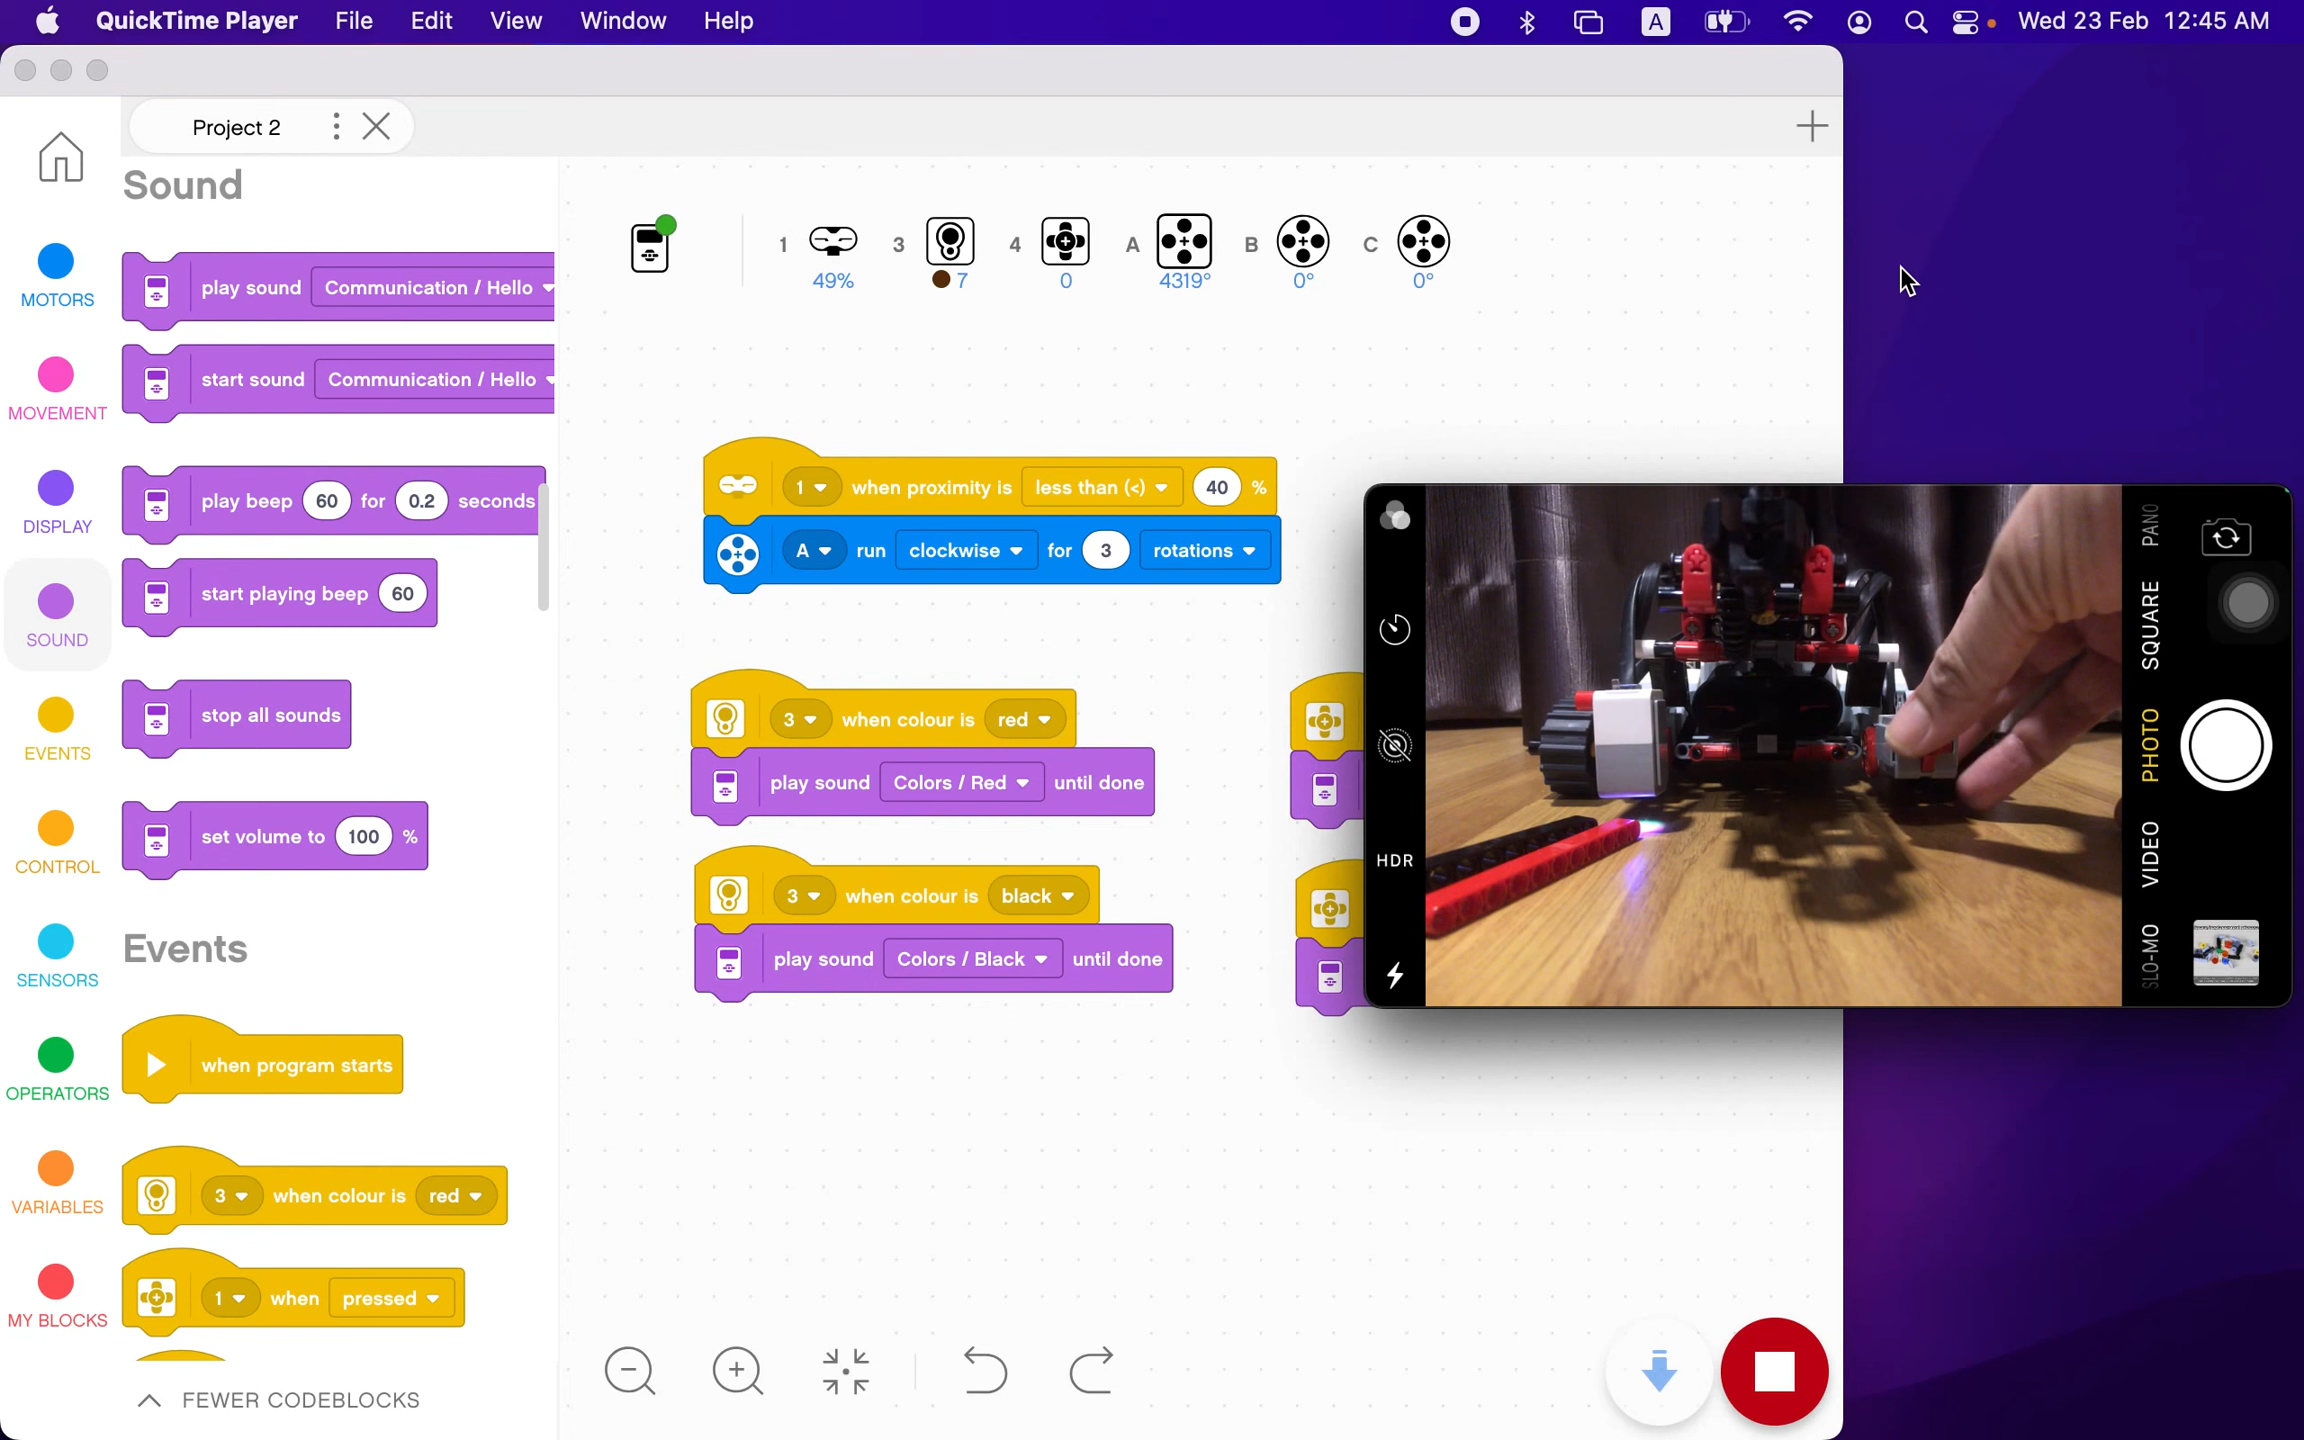 QuickTime Player File Edit View Window Help A Wed 23 Feb 12:45 AM
Project 2
Sound
1 3 4 A B C
49% 7 0 4319° 0° 0°
MOTORS
MOVEMENT
DISPLAY
SOUND
EVENTS
CONTROL
SENSORS
OPERATORS
VARIABLES
MY BLOCKS
play sound Communication / Hello
start sound Communication / Hello
play beep 60 for 0.2 seconds
start playing beep 60
stop all sounds
set volume to 100 %
Events
when program starts
3 when colour is red
1 when pressed
FEWER CODEBLOCKS
1 when proximity is less than (<) 40 %
A run clockwise for 3 rotations
3 when colour is red
play sound Colors / Red until done
3 when colour is black
play sound Colors / Black until done
HDR
PANO
SQUARE
PHOTO
VIDEO
SLO-MO